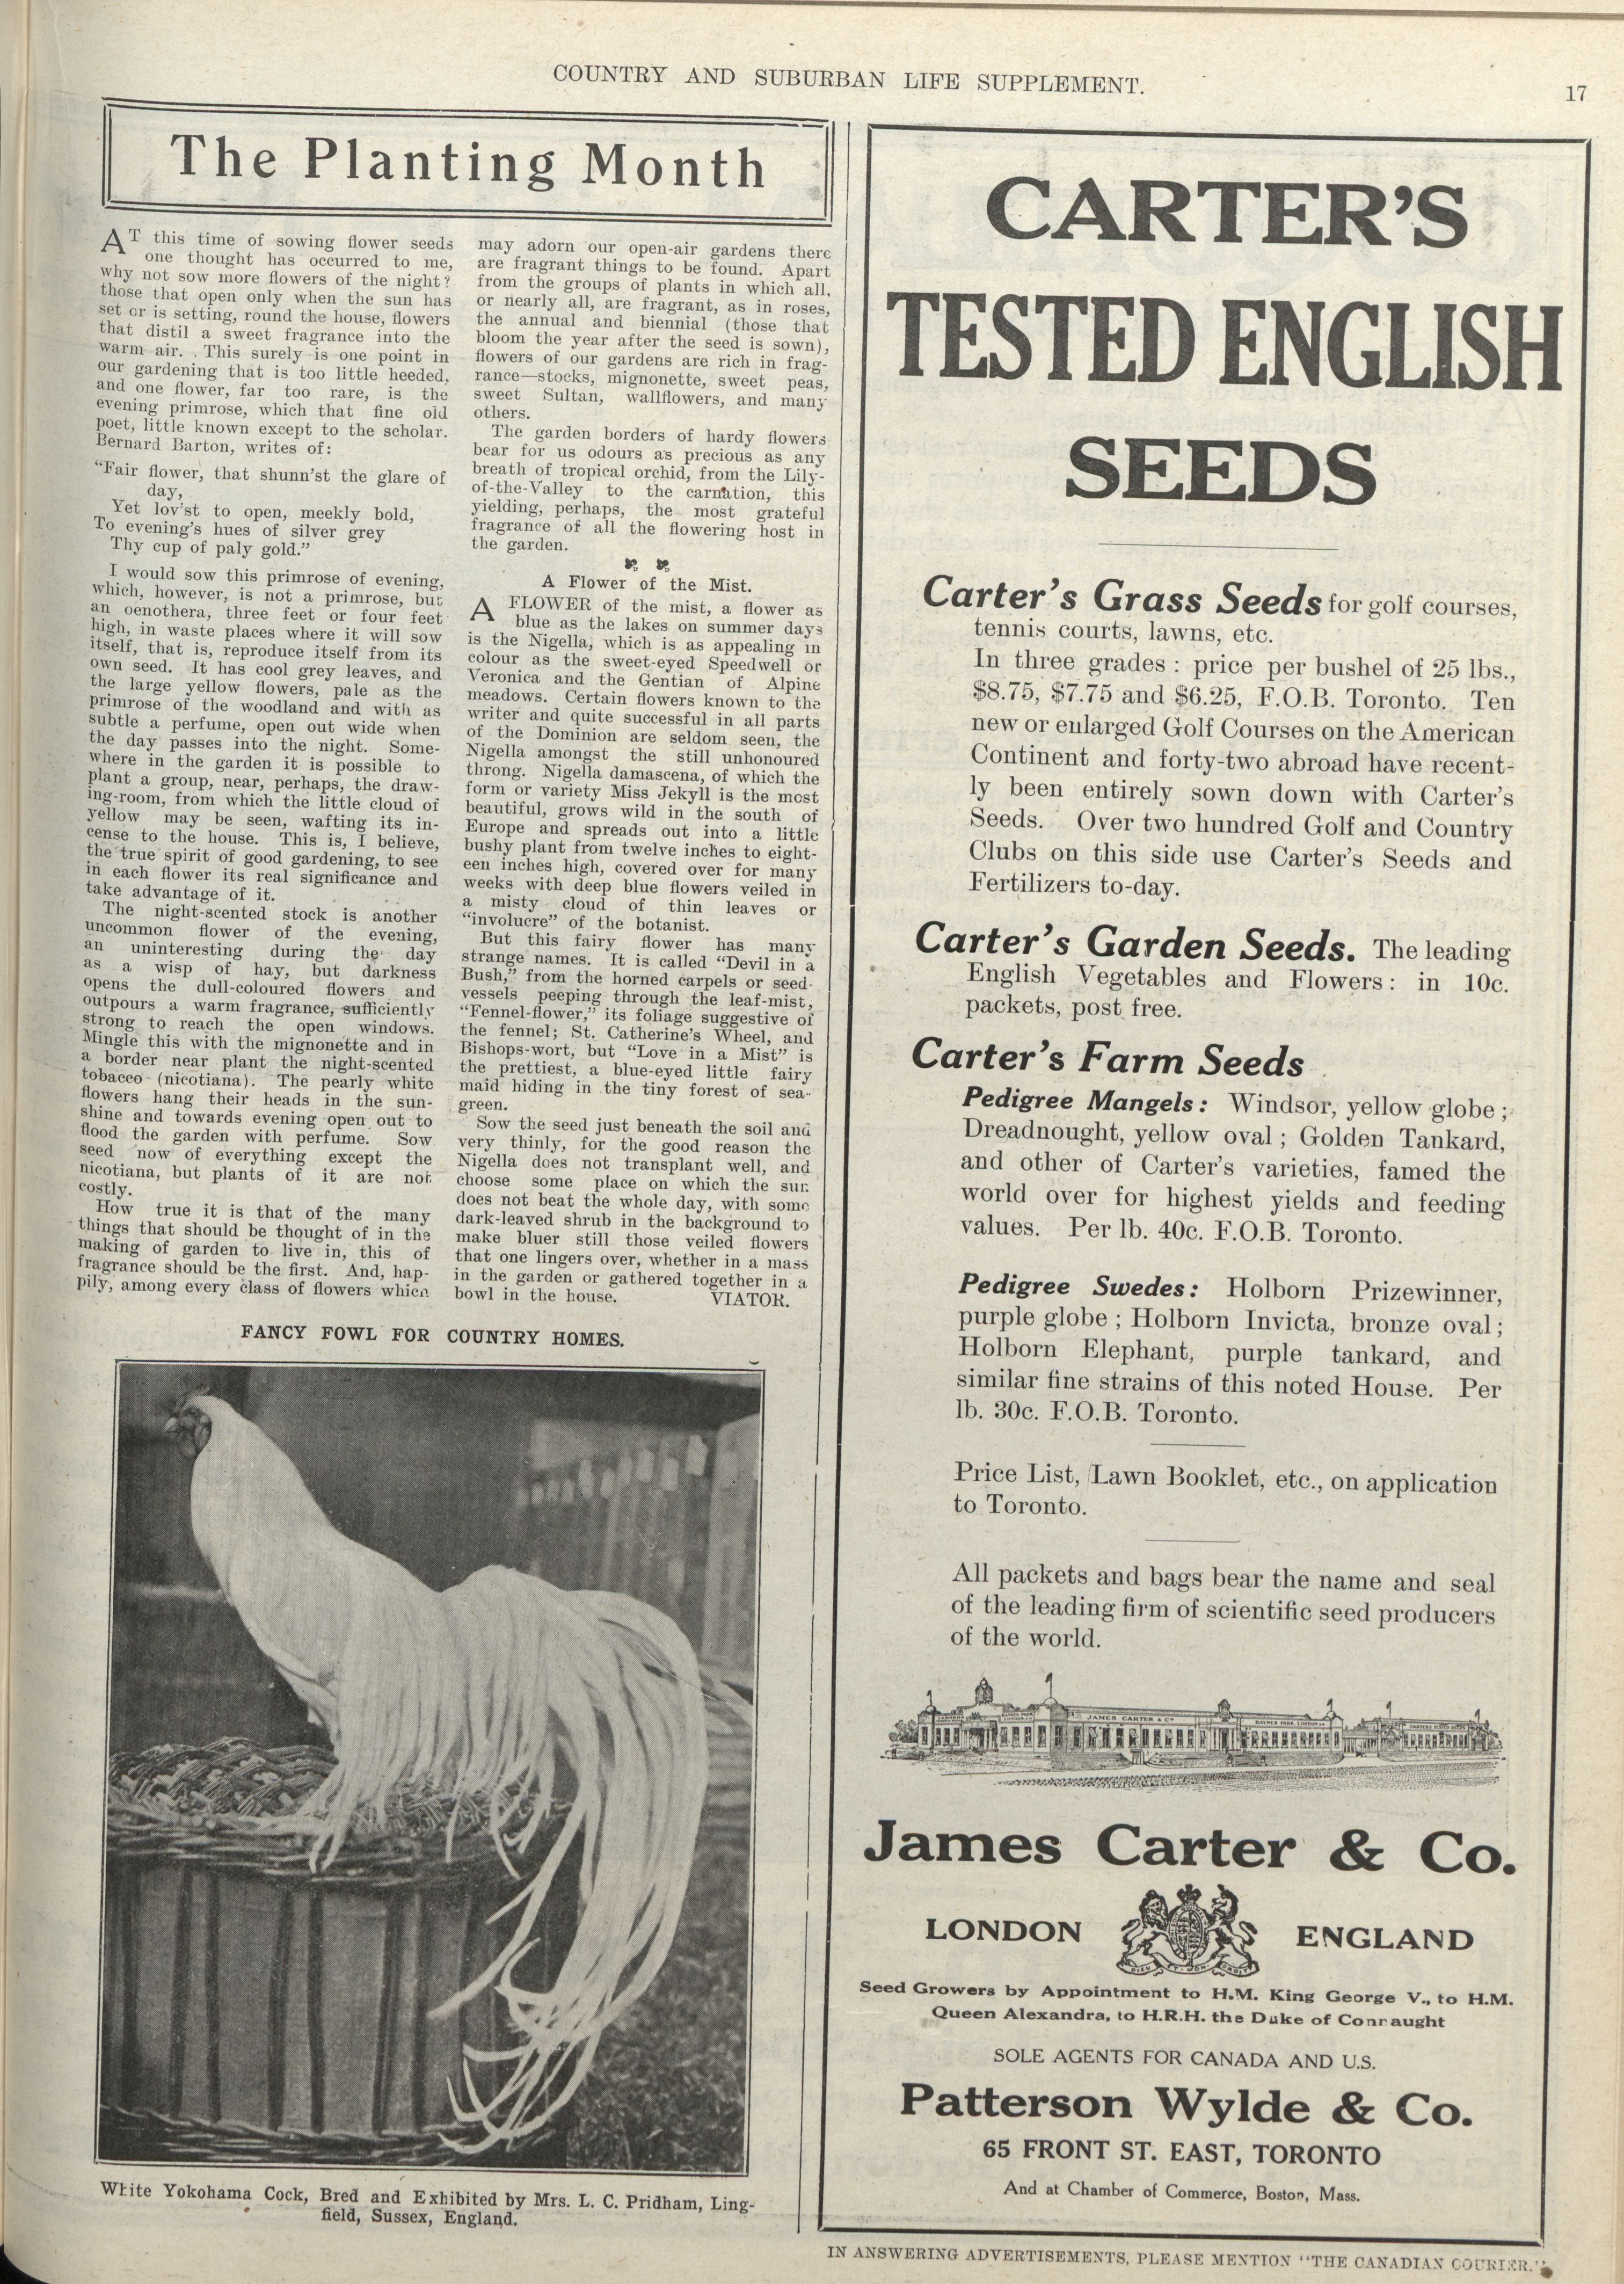 COUNTRY AND SUBURBAN LIFE SUPPLEMENT.
17
The Planting Month
AT this time of sowing flower seeds
one thought has occurred to me,
why not sow more flowers of the night?
those that open only when the sun has
set or is setting, round the house, flowers
that distil a sweet fragrance into the
warm air. This surely is one point in
our gardening that is too little heeded,
and one flower, far too rare, is the
evening primrose, which that fine old
poet, little known except to the scholar.
Bernard Barton, writes of:
"Fair flower, that shunn'st the glare of
day,
Yet lov'st to open, meekly bold,
To evening's hues of silver grey
Thy cup of paly gold."
I would sow this primrose of evening,
which, however, is not a primrose, but
an oenothera, three feet or four feet
high, in waste places where it will sow
itself, that is, reproduce itself from its
own seed. It has cool grey leaves, and
the large yellow flowers, pale as the
primrose of the woodland and with as
subtle a perfume, open out wide when
the day passes into the night. Some-
where in the garden it is possible to
plant a group, near, perhaps, the draw-
ing-room, from which the little cloud of
yellow may be seen, wafting its in-
cense to the house. This is, I believe,
the true spirit of good gardening, to see
in each flower its real significance and
take advantage of it.
The night-scented stock is another
uncommon flower of the evening,
an uninteresting during the day
as a wisp of hay, but darkness
opens the dull-coloured flowers and
outpours a warm fragrance, sufficiently
strong to reach the open windows.
Mingle this with the mignonette and in
a border near plant the night-scented
tobacco (nicotiana). The pearly white
flowers hang their heads in the sun-
shine and towards evening open out to
flood the garden with perfume. Sow
seed now of everything except the
nicotiana, but plants of it are not
costly.
How true it is that of the many
things that should be thought of in the
making of garden to live in, this of
fragrance should be the first. And, hap-
pily, among every class of flowers which
may adorn our open-air gardens there
are fragrant things to be found. Apart
from the groups of plants in which all,
or nearly all, are fragrant, as in roses,
the annual and biennial (those that
bloom the year after the seed is sown),
flowers of our gardens are rich in frag-
rance—stocks, mignonette, sweet peas,
sweet Sultan, wallflowers, and many
others.
The garden borders of hardy flowers
bear for us odours as precious as any
breath of tropical orchid, from the Lily-
of-the-Valley to the carnation, this
yielding, perhaps, the most grateful
fragrance of all the flowering host in
the garden.
A Flower of the Mist.
A FLOWER of the mist, a flower as
blue as the lakes on summer days
is the Nigella, which is as appealing in
colour as the sweet-eyed Speedwell or
Veronica and the Gentian of Alpine
meadows. Certain flowers known to the
writer and quite successful in all parts
of the Dominion are seldom seen, the
Nigella amongst the still unhonoured
throng. Nigella damascena, of which the
form or variety Miss Jekyll is the most
beautiful, grows wild in the south of
Europe and spreads out into a little
bushy plant from twelve inches to eight-
een inches high, covered over for many
weeks with deep blue flowers veiled in
a misty cloud of thin leaves or
"involucre" of the botanist.
But this fairy flower has many
strange names. It is called "Devil in a
Bush," from the horned carpels or seed-
vessels peeping through the leaf-mist,
"Fennel-flower," its foliage suggestive of
the fennel; St. Catherine's Wheel, and
Bishops-wort, but "Love in a Mist" is
the prettiest, a blue-eyed little fairy
maid hiding in the tiny forest of sea-
green.
Sow the seed just beneath the soil and
very thinly, for the good reason the
Nigella does not transplant well, and
choose some place on which the sun
does not beat the whole day, with some
dark-leaved shrub in the background to
make bluer still those veiled flowers
that one lingers over, whether in a mass
in the garden or gathered together in a
bowl in the house. VIATOR.
FANCY FOWL FOR COUNTRY HOMES.
White Yokohama Cock, Bred and Exhibited by Mrs. L. C. Pridham, Ling-
field, Sussex, England.
CARTER'S
TESTED ENGLISH
SEEDS
Carter's Grass Seeds for golf courses,
tennis courts, lawns, etc.
In three grades : price per bushel of 25 lbs.,
$8.75, $7.75 and $6.25, F.O.B. Toronto. Ten
new or enlarged Golf Courses on the American
Continent and forty-two abroad have recent-
ly been entirely sown down with Carter's
Seeds. Over two hundred Golf and Country
Clubs on this side use Carter's Seeds and
Fertilizers to-day.
Carter's Garden Seeds. The leading
English Vegetables and Flowers : in 10c.
packets, post free.
Carter's Farm Seeds
Pedigree Mangels : Windsor, yellow globe ;
Dreadnought, yellow oval ; Golden Tankard,
and other of Carter's varieties, famed the
world over for highest yields and feeding
values. Per lb. 40c. F.O.B. Toronto.
Pedigree Swedes : Holborn Prizewinner,
purple globe ; Holborn Invicta, bronze oval ;
Holborn Elephant, purple tankard, and
similar fine strains of this noted House. Per
lb. 30c. F.O.B. Toronto.
Price List, Lawn Booklet, etc., on application
to Toronto.
All packets and bags bear the name and seal
of the leading firm of scientific seed producers
of the world.
JAMES CARTER & Co
RAYNES PARK, LONDON
James Carter & Co.
LONDON ENGLAND
Seed Growers by Appointment to H.M. King George V., to H.M.
Queen Alexandra, to H.R.H. the Duke of Connaught
SOLE AGENTS FOR CANADA AND U.S.
Patterson Wylde & Co.
65 FRONT ST. EAST, TORONTO
And at Chamber of Commerce, Boston, Mass.
IN ANSWERING ADVERTISEMENTS, PLEASE MENTION "THE CANADIAN COURIER."